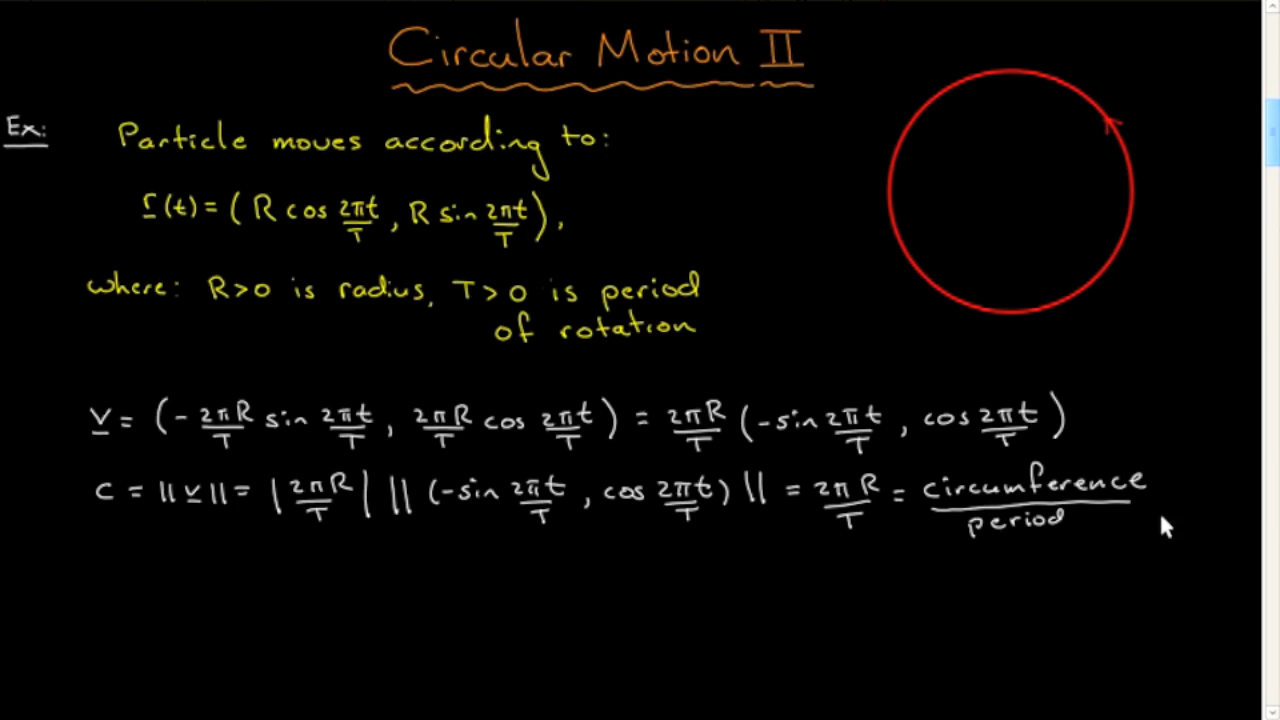 Circular Motion II
Ex: Particle moves according to:
r(t) = (R cos 2πt/T, R sin 2πt/T),
where: R>0 is radius, T>0 is period
of rotation
v = (-2πR/T sin 2πt/T, 2πR/T cos 2πt/T) = 2πR/T (-sin 2πt/T, cos 2πt/T)
c = ||v|| = |2πR/T| ||(-sin 2πt/T, cos 2πt/T)|| = 2πR/T = circumference/period